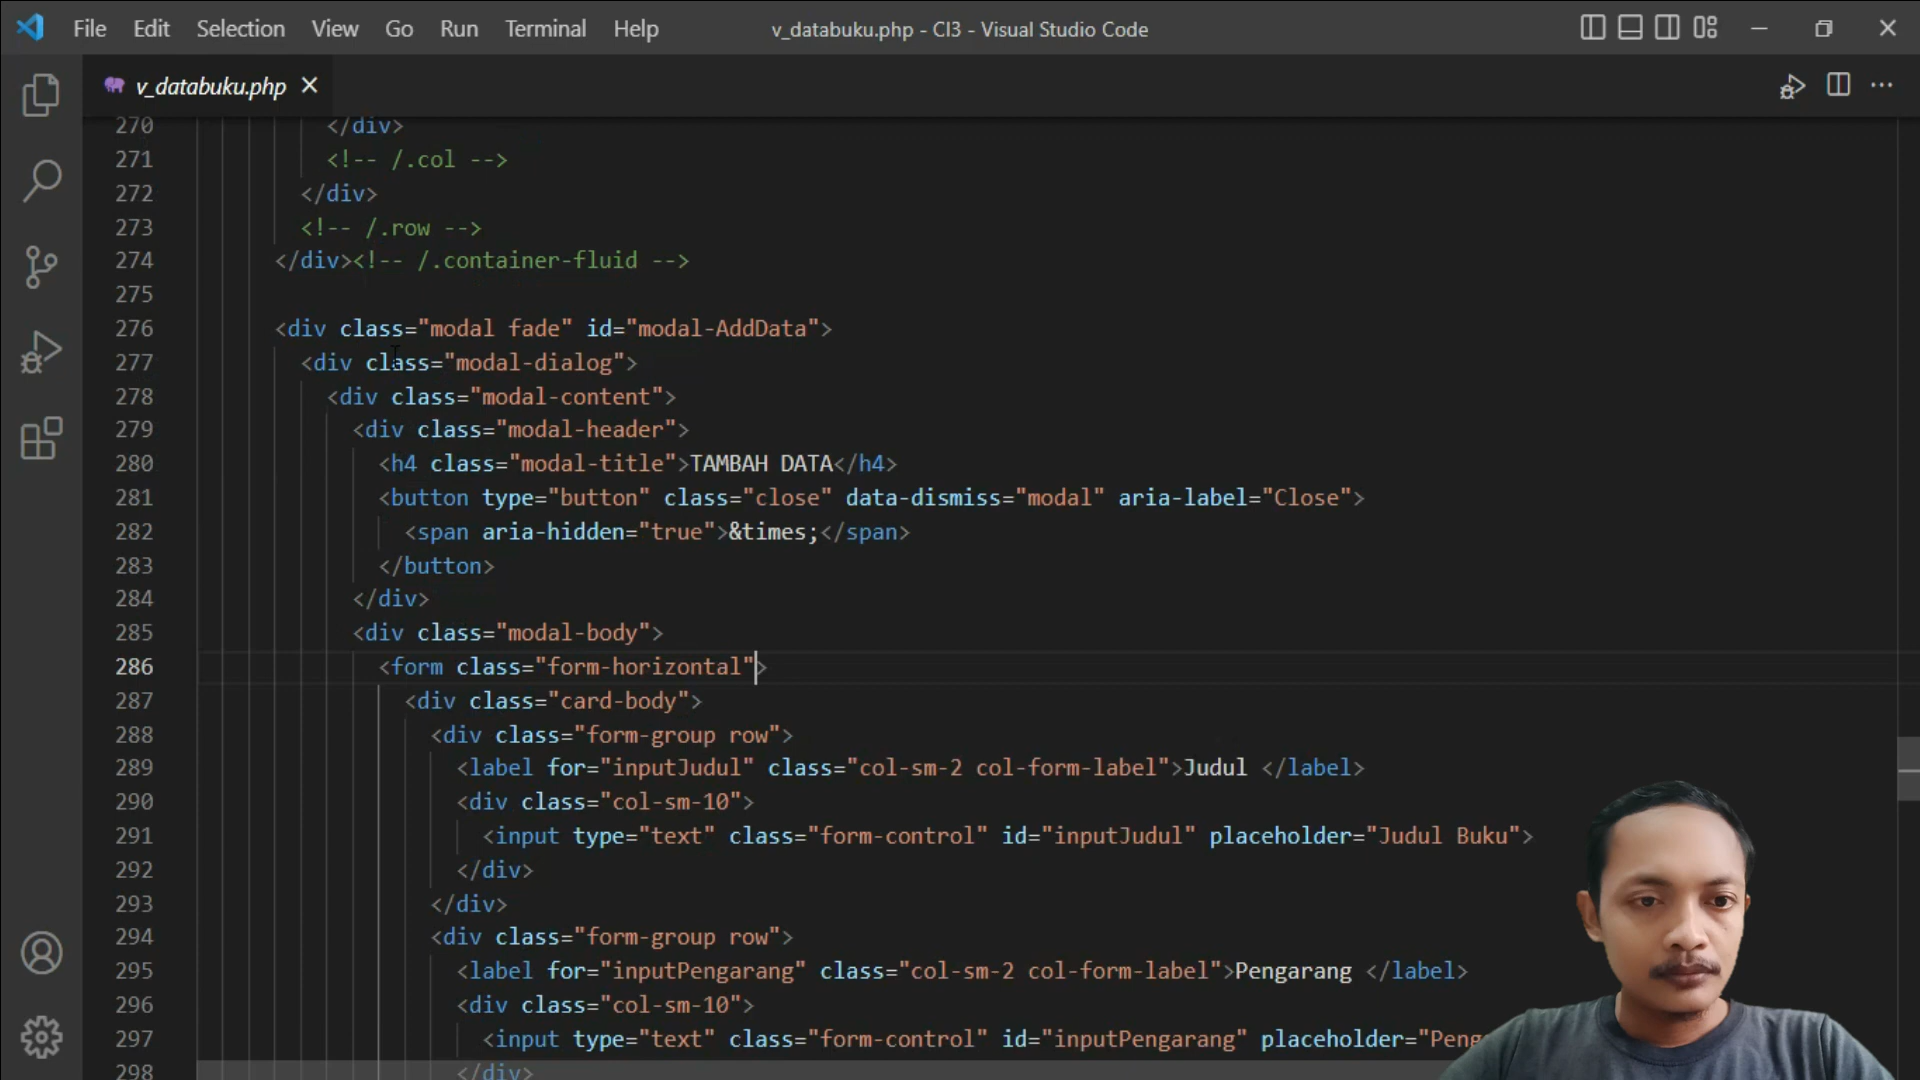 File Edit Selection View Go Run Terminal Help v_databuku.php - CI3 - Visual Studio Code
v_databuku.php
270 </div>
271 <!-- /.col -->
272 </div>
273 <!-- /.row -->
274 </div><!-- /.container-fluid -->
275
276 <div class="modal fade" id="modal-AddData">
277 <div class="modal-dialog">
278 <div class="modal-content">
279 <div class="modal-header">
280 <h4 class="modal-title">TAMBAH DATA</h4>
281 <button type="button" class="close" data-dismiss="modal" aria-label="Close">
282 <span aria-hidden="true">&times;</span>
283 </button>
284 </div>
285 <div class="modal-body">
286 <form class="form-horizontal">
287 <div class="card-body">
288 <div class="form-group row">
289 <label for="inputJudul" class="col-sm-2 col-form-label">Judul </label>
290 <div class="col-sm-10">
291 <input type="text" class="form-control" id="inputJudul" placeholder="Judul Buku">
292 </div>
293 </div>
294 <div class="form-group row">
295 <label for="inputPengarang" class="col-sm-2 col-form-label">Pengarang </label>
296 <div class="col-sm-10">
297 <input type="text" class="form-control" id="inputPengarang" placeholder="Peng
298 </div>